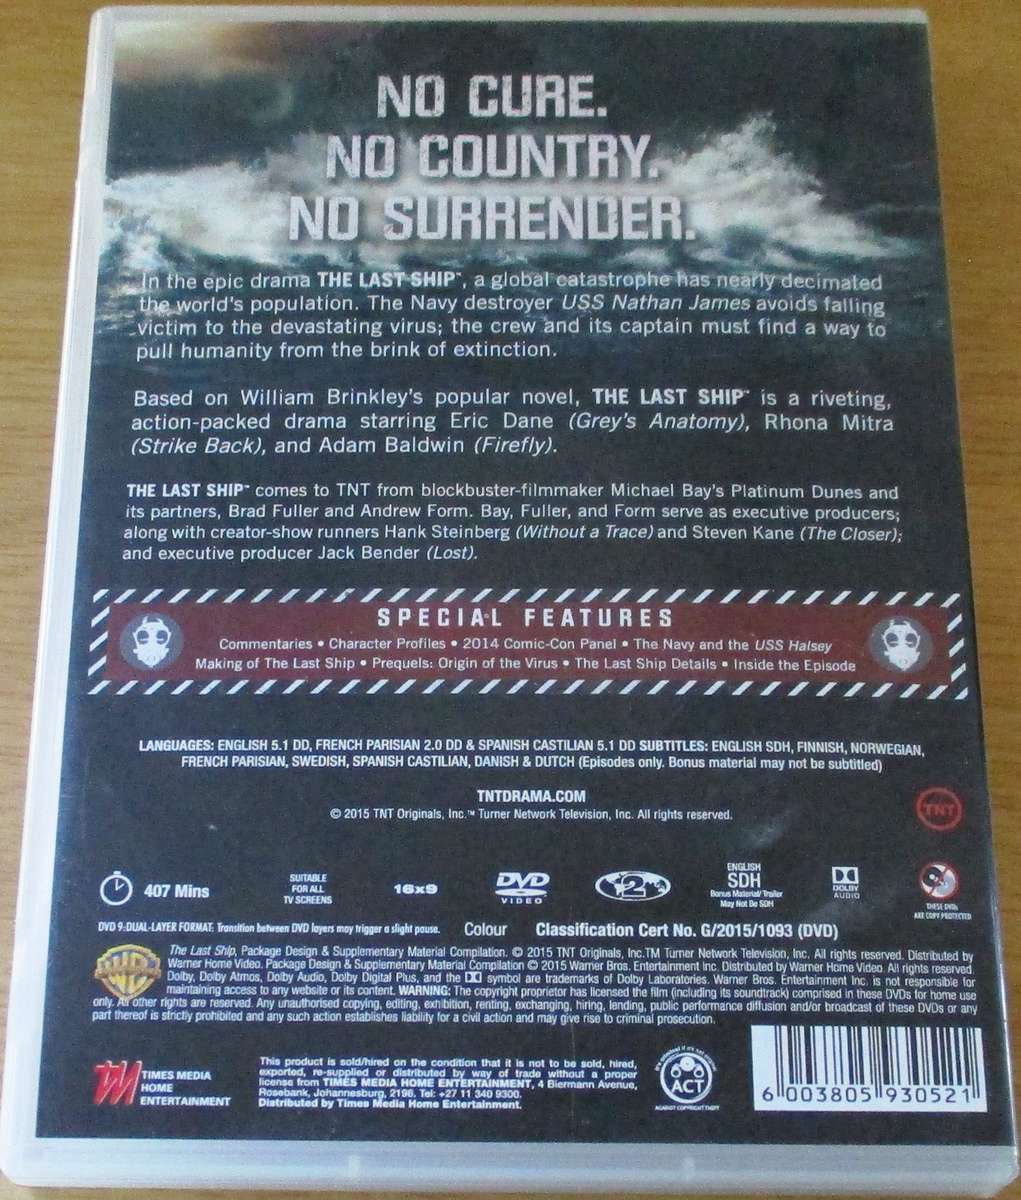 NO CURE.
NO COUNTRY.
NO SURRENDER.
In the epic drama THE LAST SHIP™, a global catastrophe has nearly decimated
the world's population. The Navy destroyer USS Nathan James avoids falling
victim to the devastating virus; the crew and its captain must find a way to
pull humanity from the brink of extinction.
Based on William Brinkley's popular novel, THE LAST SHIP™ is a riveting,
action-packed drama starring Eric Dane (Grey's Anatomy), Rhona Mitra
(Strike Back), and Adam Baldwin (Firefly).
THE LAST SHIP™ comes to TNT from blockbuster-filmmaker Michael Bay's Platinum Dunes and
its partners, Brad Fuller and Andrew Form. Bay, Fuller, and Form serve as executive producers;
along with creator-show runners Hank Steinberg (Without a Trace) and Steven Kane (The Closer);
and executive producer Jack Bender (Lost).
SPECIAL FEATURES
Commentaries • Character Profiles • 2014 Comic-Con Panel • The Navy and the USS Halsey
Making of The Last Ship • Prequels: Origin of the Virus • The Last Ship Details • Inside the Episode
LANGUAGES: ENGLISH 5.1 DD, FRENCH PARISIAN 2.0 DD & SPANISH CASTILIAN 5.1 DD SUBTITLES: ENGLISH SDH, FINNISH, NORWEGIAN,
FRENCH PARISIAN, SWEDISH, SPANISH CASTILIAN, DANISH & DUTCH (Episodes only. Bonus material may not be subtitled)
TNTDRAMA.COM
© 2015 TNT Originals, Inc.™ Turner Network Television, Inc. All rights reserved.
TNT
407 Mins
SUITABLE
FOR ALL
TV SCREENS
16x9
DVD
VIDEO
2
ENGLISH
SDH
Bonus Material/Trailer
May Not Be SDH
DOLBY
AUDIO
THESE DVDs
ARE COPY PROTECTED
DVD 9:DUAL-LAYER FORMAT. Transition between DVD layers may trigger a slight pause.
Colour
Classification Cert No. G/2015/1093 (DVD)
WB
The Last Ship, Package Design & Supplementary Material Compilation. © 2015 TNT Originals, Inc.TM Turner Network Television, Inc. All rights reserved. Distributed by
Warner Home Video. Package Design & Supplementary Material Compilation © 2015 Warner Bros. Entertainment Inc. Distributed by Warner Home Video. All rights reserved.
Dolby, Dolby Atmos, Dolby Audio, Dolby Digital Plus, and the DD symbol are trademarks of Dolby Laboratories. Warner Bros. Entertainment Inc. is not responsible for
maintaining access to any website or its content. WARNING: The copyright proprietor has licensed the film (including its soundtrack) comprised in these DVDs for home use
only. All other rights are reserved. Any unauthorised copying, editing, exhibition, renting, exchanging, hiring, lending, public performance diffusion and/or broadcast of these DVDs or any
part thereof is strictly prohibited and any such action establishes liability for a civil action and may give rise to criminal prosecution.
TM
TIMES MEDIA
HOME
ENTERTAINMENT
This product is sold/hired on the condition that it is not to be sold, hired,
exported, re-supplied or distributed by way of trade without a proper
license from TIMES MEDIA HOME ENTERTAINMENT, 4 Biermann Avenue,
Rosebank, Johannesburg, 2196. Tel: +27 11 340 9300.
Distributed by Times Media Home Entertainment.
ACT
AGAINST COPYRIGHT THEFT
6 003805 930521